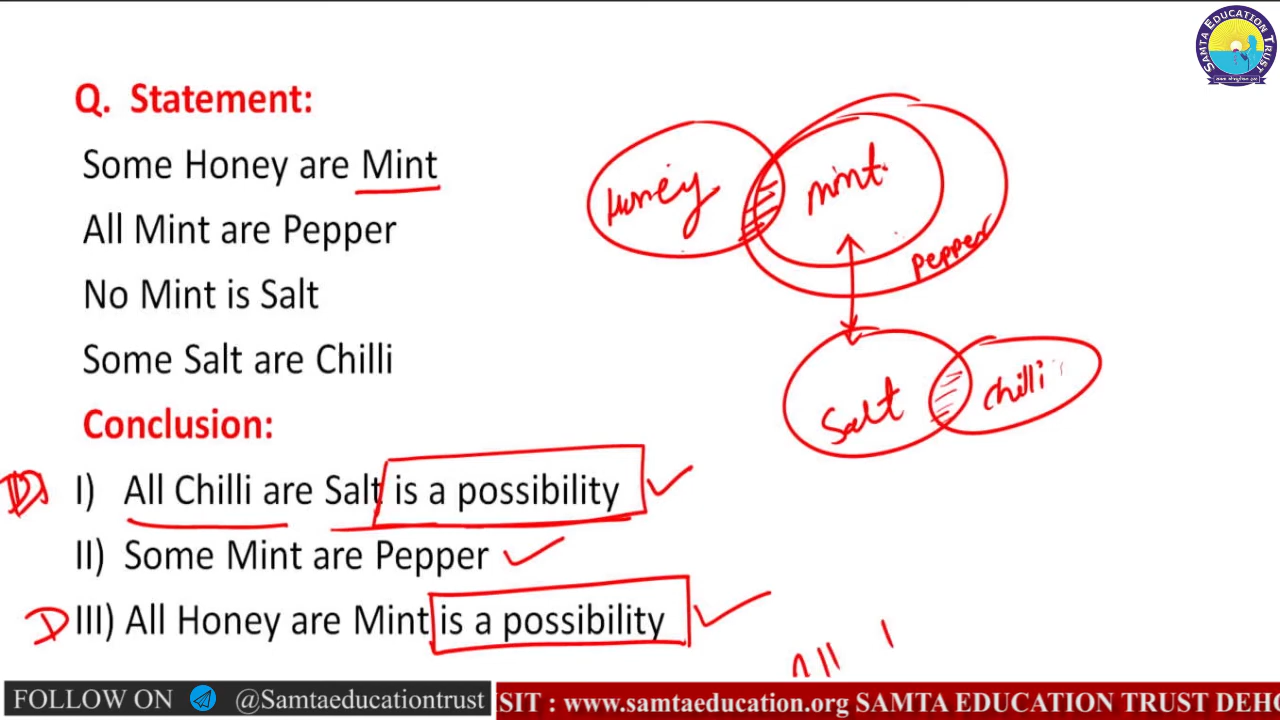 SAMTA EDUCATION TRUST
Q. Statement:
Some Honey are Mint
All Mint are Pepper
No Mint is Salt
Some Salt are Chilli
Conclusion:
I) All Chilli are Salt is a possibility
II) Some Mint are Pepper
D III) All Honey are Mint is a possibility
Honey
mint
pepper
Salt
chilli
All
FOLLOW ON @Samtaeducationtrust
SIT : www.samtaeducation.org SAMTA EDUCATION TRUST DEH